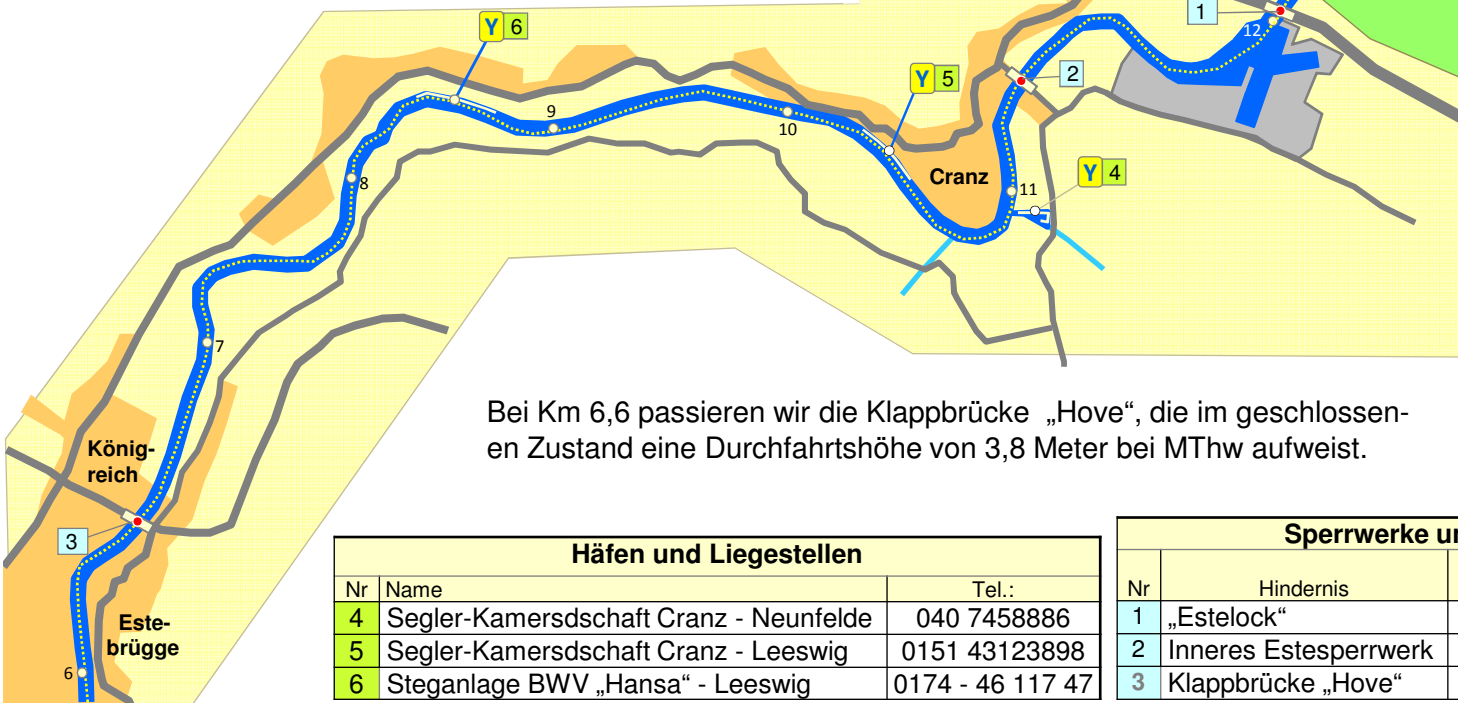 1
12
Y 6
2
Y 5
9
10
Cranz
11
Y 4
8
7
Bei Km 6,6 passieren wir die Klappbrücke „Hove“, die im geschlossen-
en Zustand eine Durchfahrtshöhe von 3,8 Meter bei MThw aufweist.
König-
reich
3
Este-
brügge
6
Häfen und Liegestellen
Nr Name Tel.:
4 Segler-Kamersdschaft Cranz - Neunfelde 040 7458886
5 Segler-Kamersdschaft Cranz - Leeswig 0151 43123898
6 Steganlage BWV „Hansa“ - Leeswig 0174 - 46 117 47
Sperrwerke u
Nr Hindernis
1 „Estelock“
2 Inneres Estesperrwerk
3 Klappbrücke „Hove“